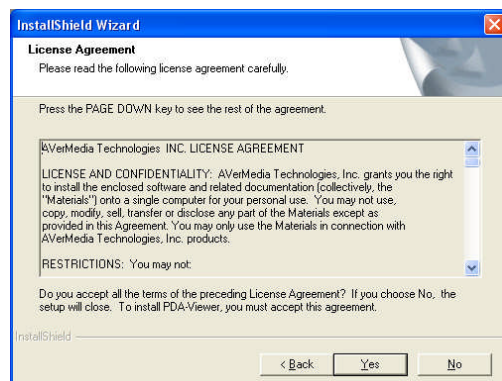 InstallShield Wizard
License Agreement
Please read the following license agreement carefully.
Press the PAGE DOWN key to see the rest of the agreement.
AVerMedia Technologies INC. LICENSE AGREEMENT
LICENSE AND CONFIDENTIALITY: AVerMedia Technologies, Inc. grants you the right
to install the enclosed software and related documentation (collectively, the
"Materials") onto a single computer for your personal use. You may not use,
copy, modify, sell, transfer or disclose any part of the Materials except as
provided in this Agreement. You may only use the Materials in connection with
AVerMedia Technologies, Inc. products.
RESTRICTIONS: You may not:
Do you accept all the terms of the preceding License Agreement? If you choose No, the
setup will close. To install PDA-Viewer, you must accept this agreement.
InstallShield
< Back
Yes
No